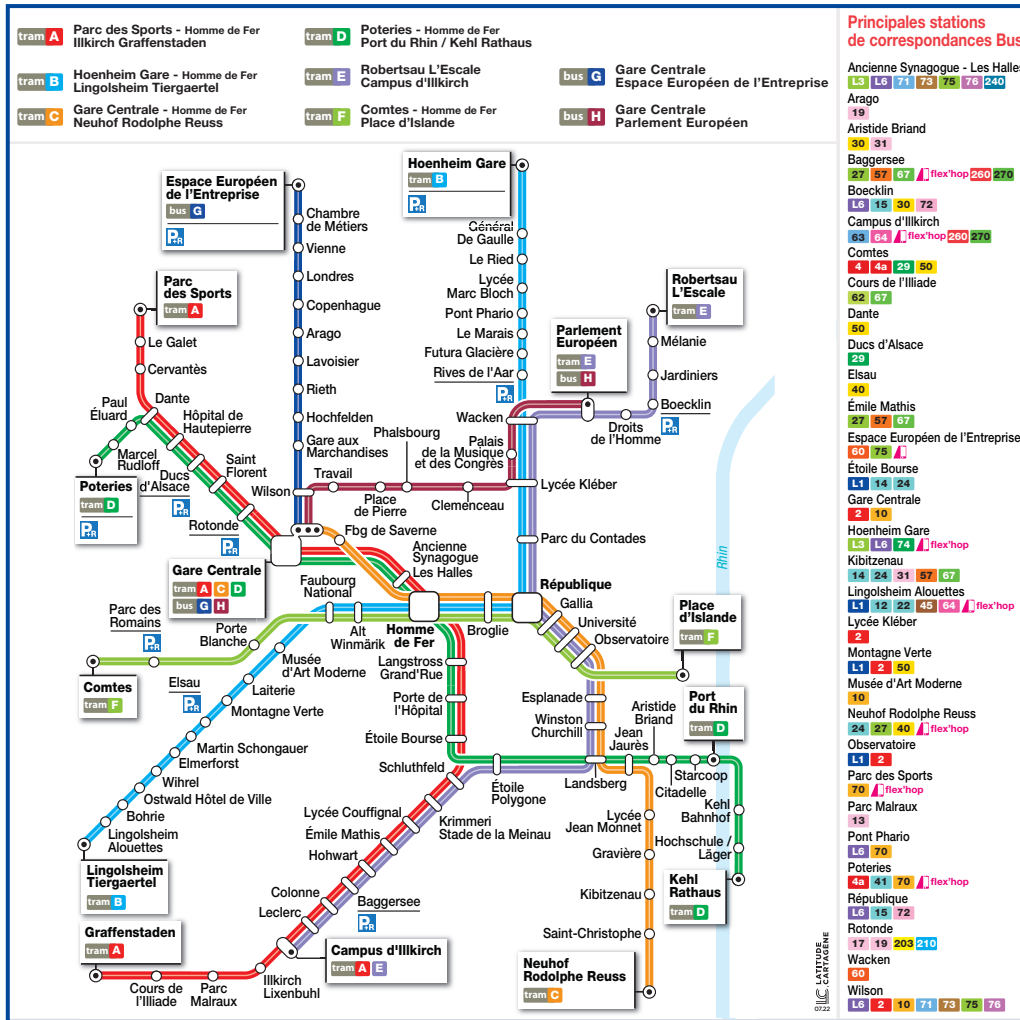 tram A Parc des Sports - Homme de Fer
Illkirch Graffenstaden
tram B Hoenheim Gare - Homme de Fer
Lingolsheim Tiergaertel
tram C Gare Centrale - Homme de Fer
Neuhof Rodolphe Reuss
tram D Poteries - Homme de Fer
Port du Rhin / Kehl Rathaus
tram E Robertsau L'Escale
Campus d'Illkirch
tram F Comtes - Homme de Fer
Place d'Islande
bus G Gare Centrale
Espace Européen de l'Entreprise
bus H Gare Centrale
Parlement Européen
Espace Européen
de l'Entreprise
bus G
P+R
Chambre
de Métiers
Vienne
Londres
Copenhague
Arago
Lavoisier
Rieth
Hochfelden
Gare aux
Marchandises
Wilson
Hoenheim Gare
tram B
P+R
Général
De Gaulle
Le Ried
Lycée
Marc Bloch
Pont Phario
Le Marais
Futura Glacière
Rives de l'Aar
P+R
Wacken
Palais
de la Musique
et des Congrès
Lycée Kléber
Parc du Contades
Parlement
Européen
tram E
bus H
Robertsau
L'Escale
tram E
Mélanie
Jardiniers
Boecklin
P+R
Droits
de l'Homme
Parc
des Sports
tram A
Le Galet
Cervantès
Dante
Paul
Éluard
Marcel
Rudloff
Poteries
tram D
P+R
Hôpital de
Hautepierre
Ducs
d'Alsace
P+R
Saint
Florent
Rotonde
P+R
Travail
Phalsbourg
Place
de Pierre
Clemenceau
Fbg de Saverne
Gare Centrale
tram A C D
bus G H
Ancienne
Synagogue
Les Halles
Faubourg
National
Alt
Winmärik
Homme
de Fer
Broglie
République
Gallia
Université
Observatoire
Place
d'Islande
tram F
Rhin
Parc des
Romains
P+R
Porte
Blanche
Comtes
tram F
Musée
d'Art Moderne
Laiterie
Elsau
P+R
Montagne Verte
Martin Schongauer
Elmerforst
Wihrel
Ostwald Hôtel de Ville
Bohrie
Lingolsheim
Alouettes
Lingolsheim
Tiergaertel
tram B
Langstross
Grand'Rue
Porte de
l'Hôpital
Étoile Bourse
Schluthfeld
Étoile
Polygone
Krimmeri
Stade de la Meinau
Lycée Couffignal
Émile Mathis
Hohwart
Colonne
Leclerc
Baggersee
P+R
Campus d'Illkirch
tram A E
Illkirch
Lixenbuhl
Parc
Malraux
Cours de
l'Illiade
Graffenstaden
tram A
Esplanade
Winston
Churchill
Landsberg
Jean
Jaurès
Aristide
Briand
Citadelle
Starcoop
Port
du Rhin
tram D
Kehl
Bahnhof
Hochschule /
Läger
Kehl
Rathaus
tram D
Lycée
Jean Monnet
Gravière
Kibitzenau
Saint-Christophe
Neuhof
Rodolphe Reuss
tram C
LATITUDE
CARTAGÈNE
07.22
Principales stations
de correspondances Bus
Ancienne Synagogue - Les Halles
L3 L6 71 73 75 76 240
Arago
19
Aristide Briand
30 31
Baggersee
27 57 67 flex'hop 260 270
Boecklin
L6 15 30 72
Campus d'Illkirch
63 64 flex'hop 260 270
Comtes
4 4a 29 50
Cours de l'Illiade
62 67
Dante
50
Ducs d'Alsace
29
Elsau
40
Émile Mathis
27 57 67
Espace Européen de l'Entreprise
60 75
Étoile Bourse
L1 14 24
Gare Centrale
2 10
Hoenheim Gare
L3 L6 74 flex'hop
Kibitzenau
14 24 31 57 67
Lingolsheim Alouettes
L1 12 22 45 64 flex'hop
Lycée Kléber
2
Montagne Verte
L1 2 50
Musée d'Art Moderne
10
Neuhof Rodolphe Reuss
24 27 40 flex'hop
Observatoire
L1 2
Parc des Sports
70 flex'hop
Parc Malraux
13
Pont Phario
L6 70
Poteries
4a 41 70 flex'hop
République
L6 15 72
Rotonde
17 19 203 210
Wacken
60
Wilson
L6 2 10 71 73 75 76